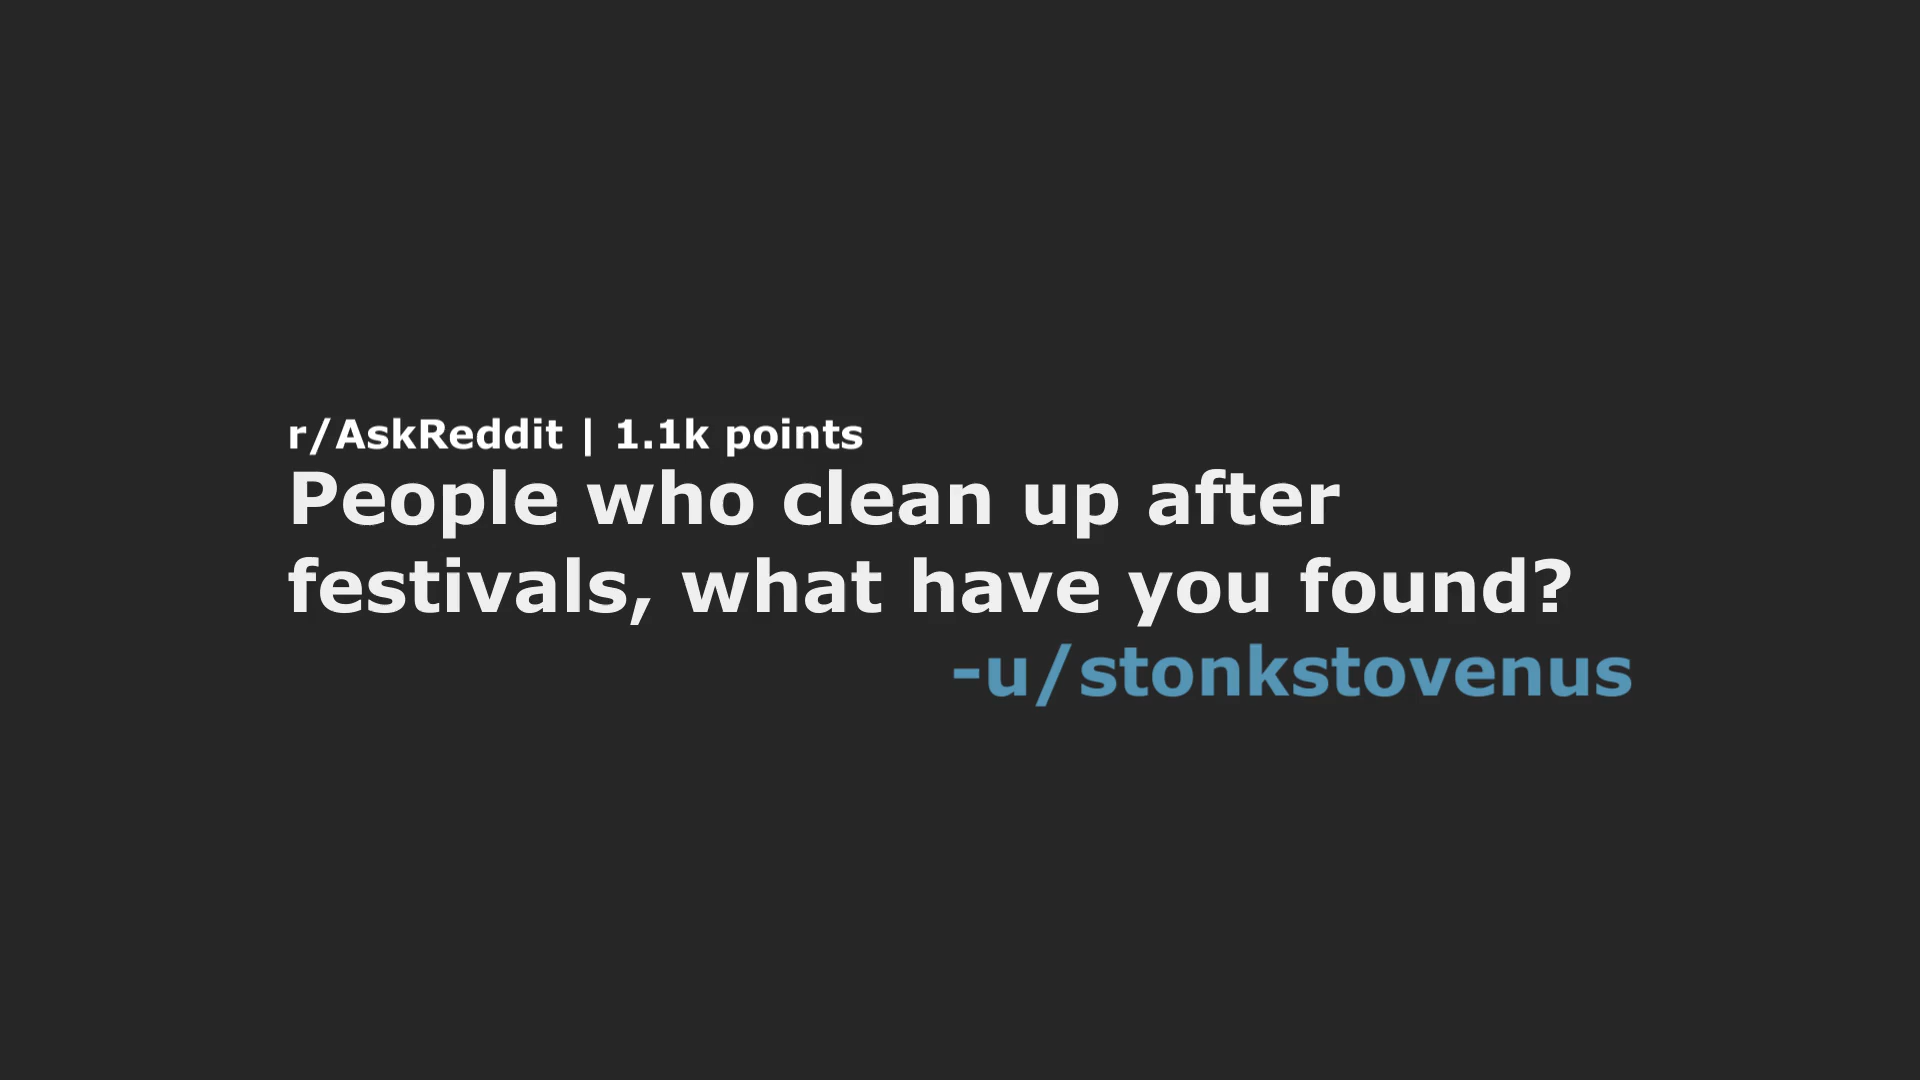 r/AskReddit | 1.1k points
People who clean up after
festivals, what have you found?
-u/stonkstovenus